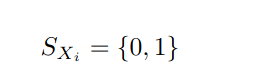 $S_{X_i} = \{0, 1\}$